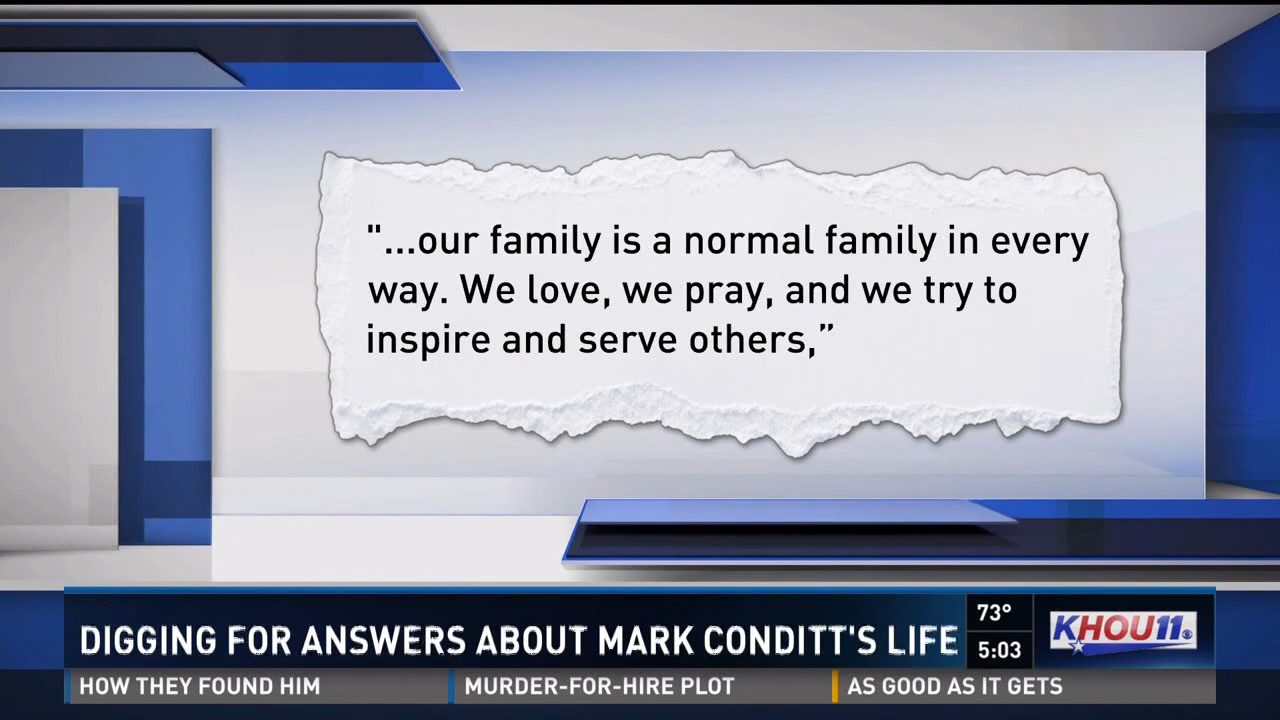 "...our family is a normal family in every
way. We love, we pray, and we try to
inspire and serve others,”
DIGGING FOR ANSWERS ABOUT MARK CONDITT'S LIFE
73°
5:03
KHOU11
HOW THEY FOUND HIM
MURDER-FOR-HIRE PLOT
AS GOOD AS IT GETS